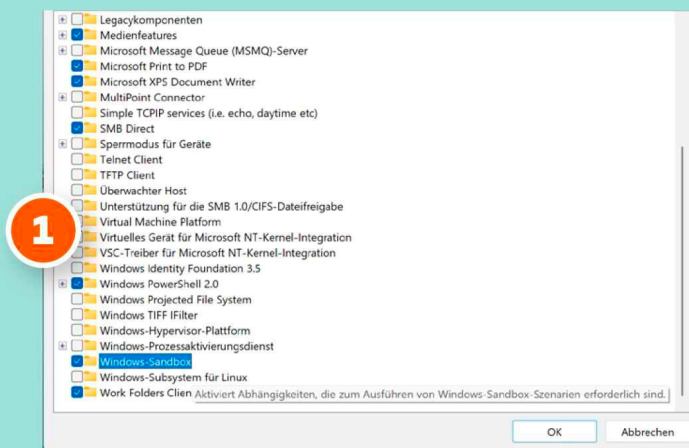 Legacykomponenten
Medienfeatures
Microsoft Message Queue (MSMQ)-Server
Microsoft Print to PDF
Microsoft XPS Document Writer
MultiPoint Connector
Simple TCPIP services (i.e. echo, daytime etc)
SMB Direct
Sperrmodus für Geräte
Telnet Client
TFTP Client
Überwachter Host
Unterstützung für die SMB 1.0/CIFS-Dateifreigabe
1
Virtual Machine Platform
Virtuelles Gerät für Microsoft NT-Kernel-Integration
VSC-Treiber für Microsoft NT-Kernel-Integration
Windows Identity Foundation 3.5
Windows PowerShell 2.0
Windows Projected File System
Windows TIFF IFilter
Windows-Hypervisor-Plattform
Windows-Prozessaktivierungsdienst
Windows-Sandbox
Windows-Subsystem für Linux
Work Folders Clien Aktiviert Abhängigkeiten, die zum Ausführen von Windows-Sandbox-Szenarien erforderlich sind.
OK Abbrechen